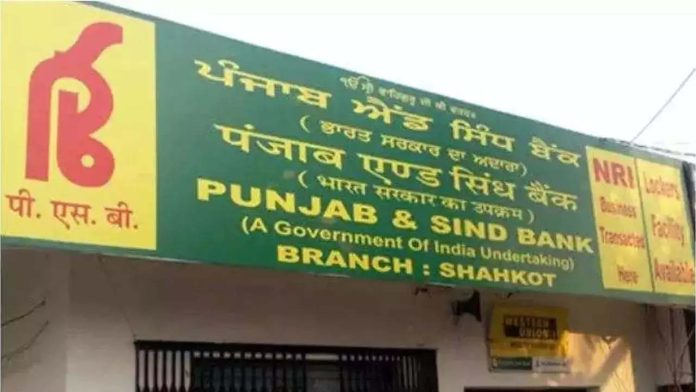 ੴ ਸ੍ਰੀ ਵਾਹਿਗੁਰੂ ਜੀ ਕੀ ਫਤਹਿ
ਪੰਜਾਬ ਐਂਡ ਸਿੰਧ ਬੈਂਕ
( ਭਾਰਤ ਸਰਕਾਰ ਦਾ ਅਦਾਰਾ)
पंजाब एण्ड सिंध बैंक
( भारत सरकार का उपक्रम )
PUNJAB & SIND BANK
(A Government Of India Undertaking)
BRANCH : SHAHKOT
पी. एस. बी.
NRI
Business
Transacted
Here
Lockers
Facility
Available
WESTERN
UNION